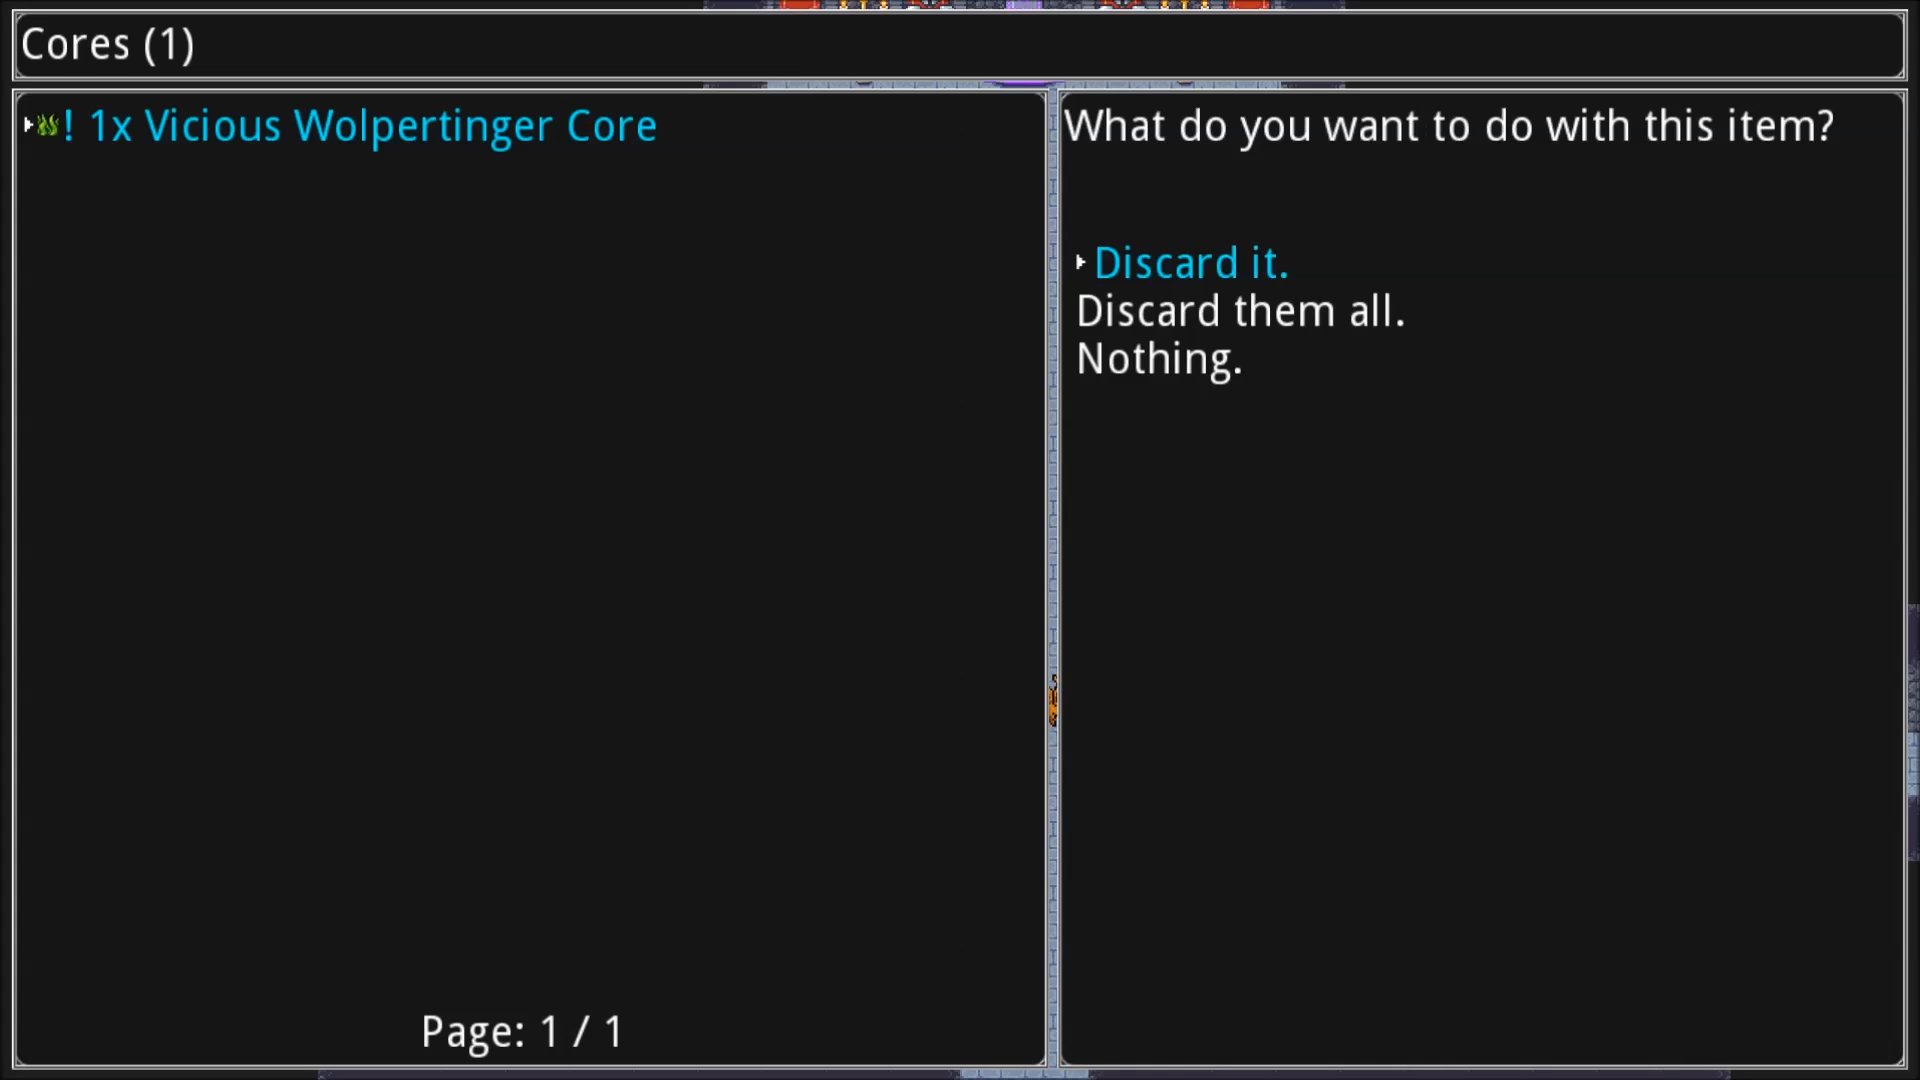 Cores (1)
! 1x Vicious Wolpertinger Core
Page: 1 / 1
What do you want to do with this item?
Discard it.
Discard them all.
Nothing.